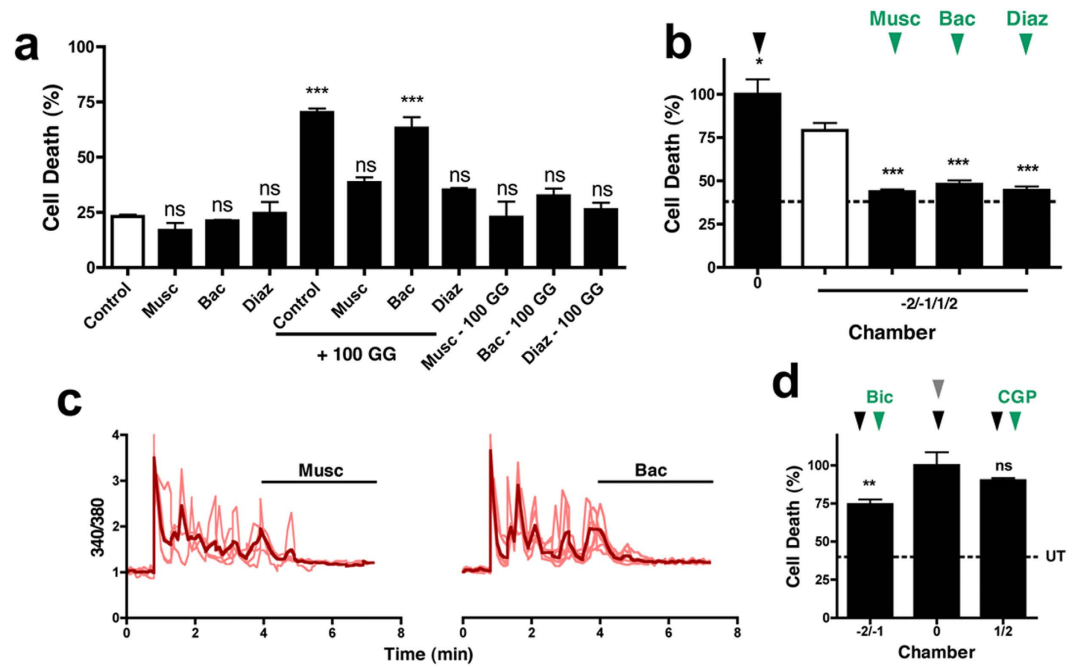 a
Cell Death (%)
100
75
50
25
0
ns
ns
ns
***
ns
***
ns
ns
ns
ns
Control
Musc
Bac
Diaz
Control
Musc
Bac
Diaz
Musc - 100 GG
Bac - 100 GG
Diaz - 100 GG
+ 100 GG
b
Musc Bac Diaz
Cell Death (%)
100
75
50
25
0
*
***
***
***
0
-2/-1/1/2
Chamber
c
340/380
4
3
2
1
0
Musc
0 2 4 6 8
Bac
0 2 4 6 8
Time (min)
d
Bic CGP
Cell Death (%)
100
75
50
25
0
**
ns
UT
-2/-1 0 1/2
Chamber